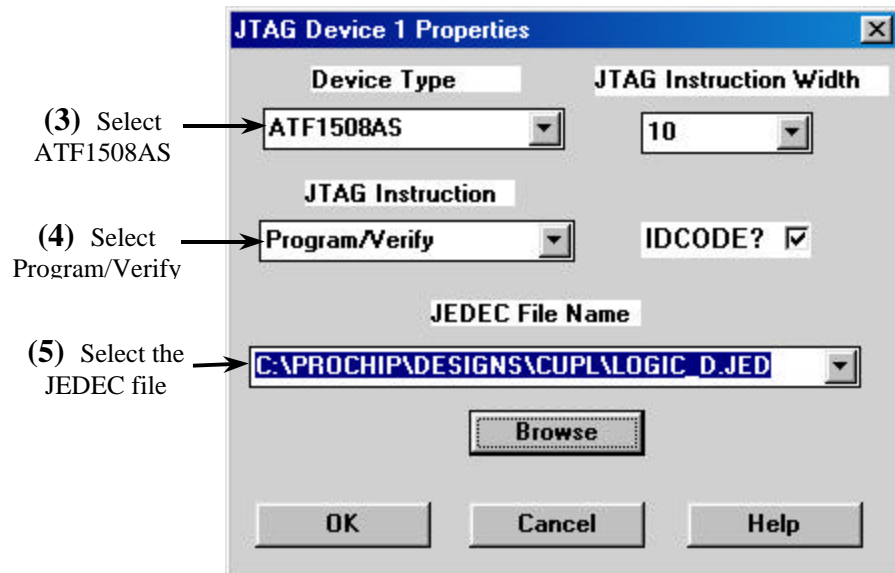 JTAG Device 1 Properties
Device Type
JTAG Instruction Width
(3) Select
ATF1508AS
ATF1508AS
10
JTAG Instruction
(4) Select
Program/Verify
Program/Verify
IDCODE?
JEDEC File Name
(5) Select the
JEDEC file
C:\PROCHIP\DESIGNS\CUPL\LOGIC_D.JED
Browse
OK
Cancel
Help